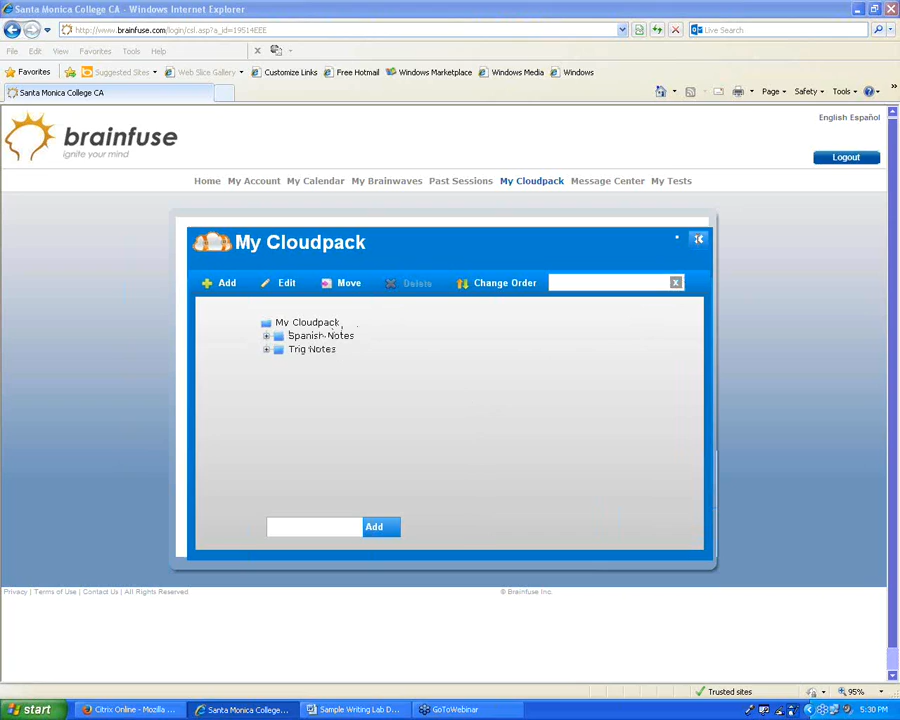 Santa Monica College CA - Windows Internet Explorer
http://www.brainfuse.com/login/csl.asp?a_id=19514EEE
Live Search
File Edit View Favorites Tools Help
Favorites Suggested Sites Web Slice Gallery Customize Links Free Hotmail Windows Marketplace Windows Media Windows
Santa Monica College CA
Page Safety Tools
English Español
brainfuse
ignite your mind
Logout
Home My Account My Calendar My Brainwaves Past Sessions My Cloudpack Message Center My Tests
My Cloudpack
Add Edit Move Delete Change Order X
My Cloudpack
Spanish Notes
Trig Notes
Add
Privacy | Terms of Use | Contact Us | All Rights Reserved
© Brainfuse Inc.
Trusted sites
95%
start Citrix Online - Mozilla ... Santa Monica College... Sample Writing Lab D... GoToWebinar 5:30 PM